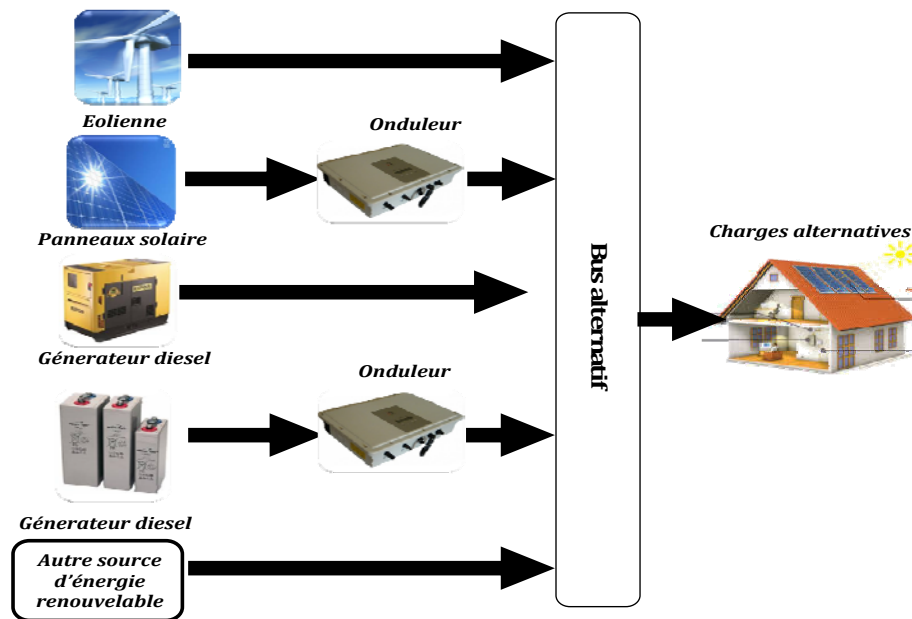 Eolienne
Onduleur
Panneaux solaire
Génerateur diesel
Onduleur
Génerateur diesel
Autre source
d'énergie
renouvelable
Bus alternatif
Charges alternatives